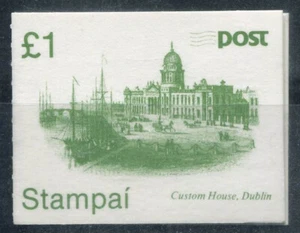 £1
POST
Stampaí
Custom House, Dublin